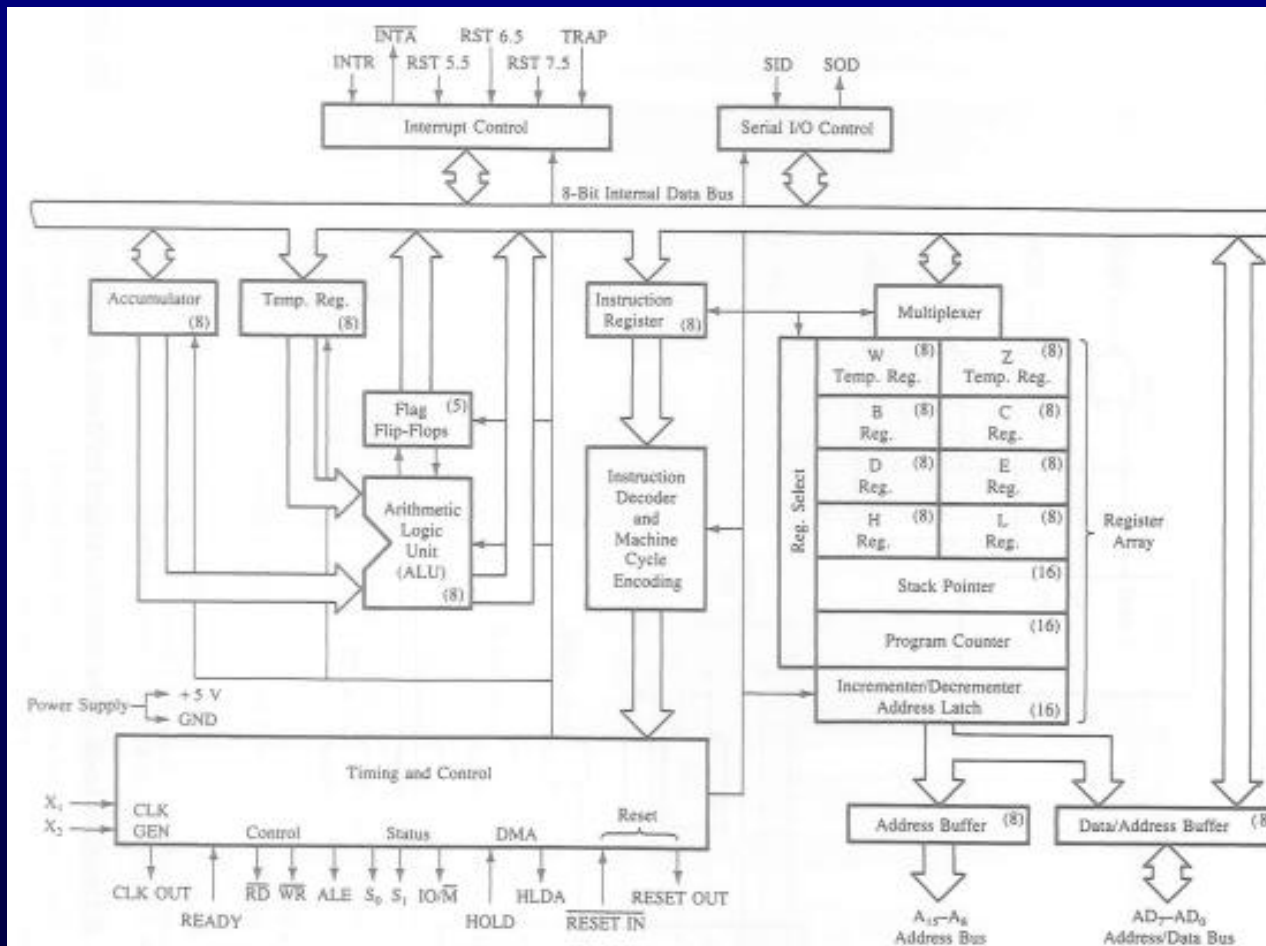 INTR
INTA
RST 5.5
RST 6.5
RST 7.5
TRAP
SID
SOD
Interrupt Control
Serial I/O Control
8-Bit Internal Data Bus
Accumulator
(8)
Temp. Reg.
(8)
Instruction
Register
(8)
Multiplexer
W
(8)
Temp. Reg.
Z
(8)
Temp. Reg.
Flag
(5)
Flip-Flops
B
(8)
Reg.
C
(8)
Reg.
D
(8)
Reg.
E
(8)
Reg.
H
(8)
Reg.
L
(8)
Reg.
Reg. Select
Register
Array
Arithmetic
Logic
Unit
(ALU)
(8)
Instruction
Decoder
and
Machine
Cycle
Encoding
Stack Pointer
(16)
Program Counter
(16)
Incrementer/Decrementer
Address Latch
(16)
Power Supply
+5 V
GND
Timing and Control
X₁
X₂
CLK
GEN
Control
Status
DMA
Reset
Address Buffer
(8)
Data/Address Buffer
(8
CLK OUT
READY
RD
WR
ALE
S₀
S₁
IO/M
HOLD
HLDA
RESET IN
RESET OUT
A₁₅–A₈
Address Bus
AD₇–AD₀
Address/Data Bus